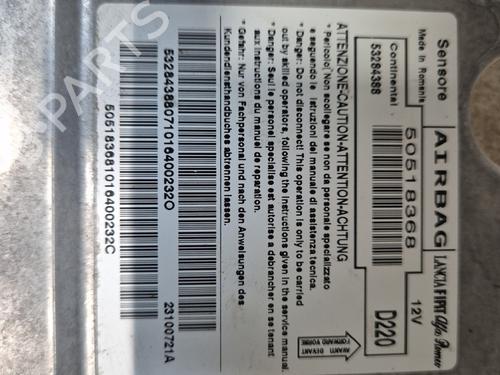 Sensore
AIRBAG
LANCIA FIAT Alfa Romeo
Made in Romania
50518368
12V
Continental
53284388
D220
ATTENZIONE-CAUTION-ATTENTION-ACHTUNG
• Pericolo! Non scollegare se non da personale specializzato
e seguendo le istruzioni del manuale di assistenza tecnica.
• Danger: Do not disconnect! This operation is only to be carried
out by skilled operators, following the instructions given in the service manual.
• Danger: Seul le personnel specialise est autorise a debrancher en se tenant
aux instructions du manuel de reparation.
• Gefahr: Nur von Fachpersonal und nach den Anweisungen des
Kundendiensthandbuches abtrennen lassen.
AVANTI DEVANT
FORWARD VORNE
53284388071016400232O
23100721A
505183681016400232C